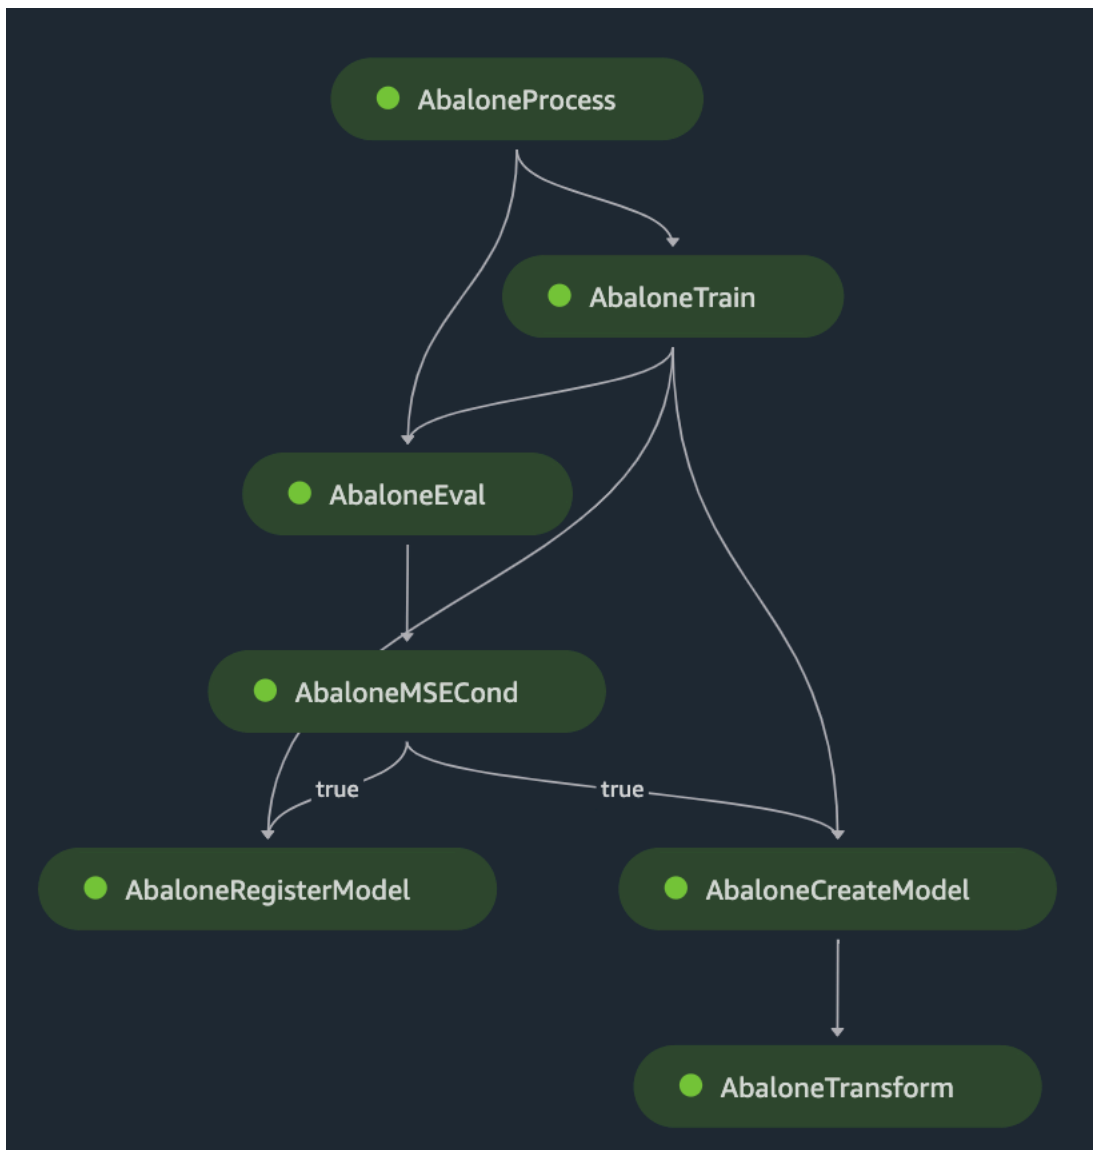 AbaloneProcess
AbaloneTrain
AbaloneEval
AbaloneMSECond
true
true
AbaloneRegisterModel
AbaloneCreateModel
AbaloneTransform